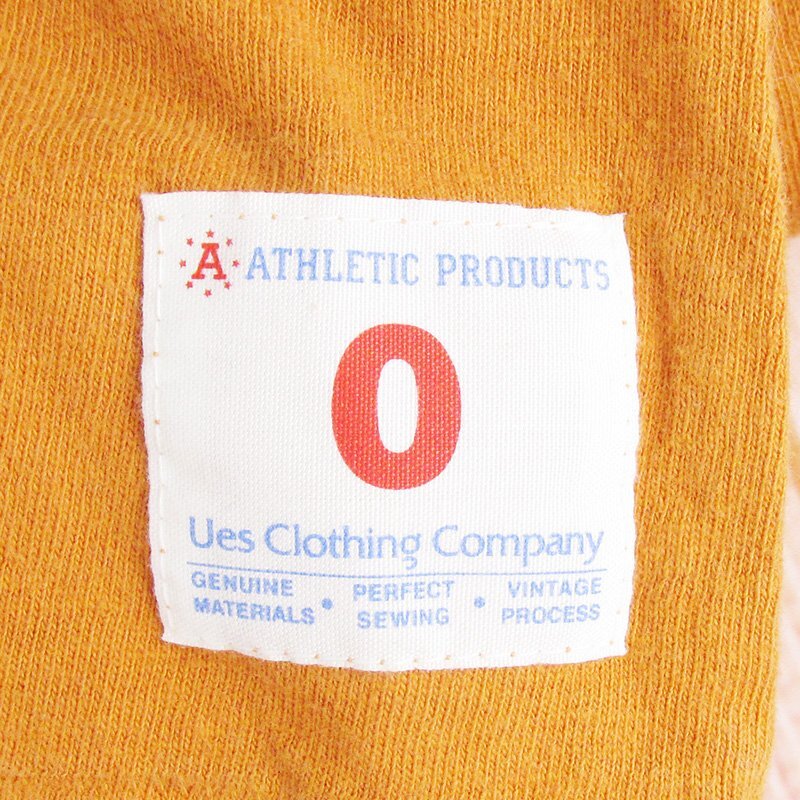 A ATHLETIC PRODUCTS
0
Ues Clothing Company
GENUINE MATERIALS • PERFECT SEWING • VINTAGE PROCESS